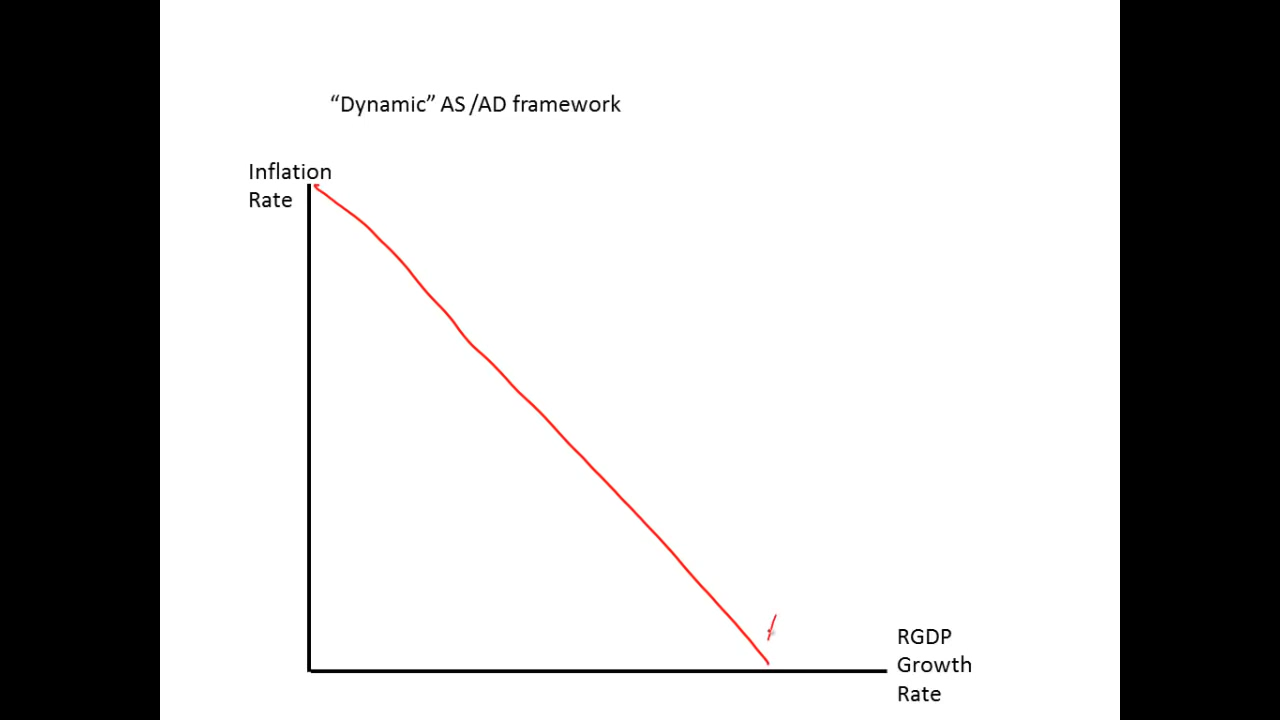 “Dynamic” AS/AD framework
Inflation
Rate
RGDP
Growth
Rate